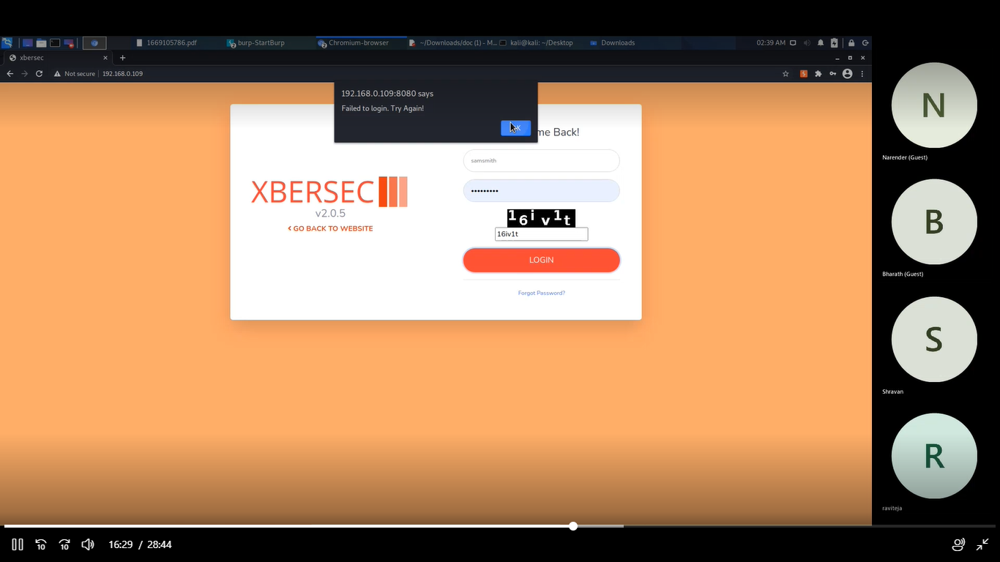 1669105786.pdf
burp-StartBurp
Chromium-browser
~/Downloads/doc (1) - M...
kali@kali: ~/Desktop
Downloads
02:39 AM
xbersec
Not secure
192.168.0.109
192.168.0.109:8080 says
Failed to login. Try Again!
me Back!
samsmith
XBERSEC
v2.0.5
GO BACK TO WEBSITE
16iv1t
16iv1t
LOGIN
Forgot Password?
N
Narender (Guest)
B
Bharath (Guest)
S
Shravan
R
raviteja
10
10
16:29 / 28:44